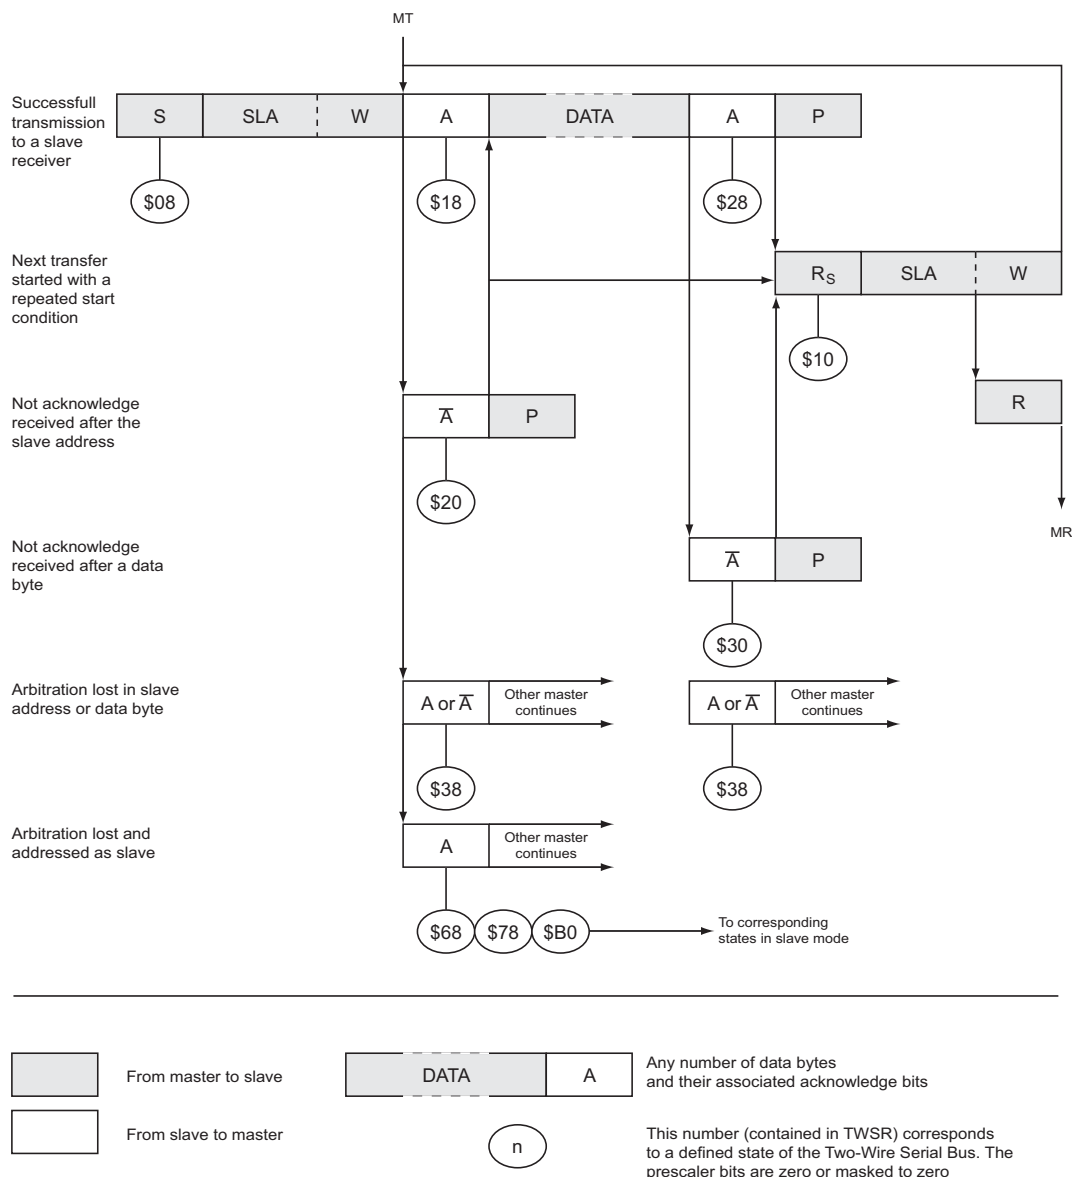 MT
Successfull
transmission
to a slave
receiver
S SLA W A DATA A P
$08 $18 $28
Next transfer
started with a
repeated start
condition
RS SLA W
$10
Not acknowledge
received after the
slave address
A̅ P
R
$20
MR
Not acknowledge
received after a data
byte
A̅ P
$30
Arbitration lost in slave
address or data byte
A or A̅
Other master
continues
A or A̅
Other master
continues
$38 $38
Arbitration lost and
addressed as slave
A
Other master
continues
$68 $78 $B0
To corresponding
states in slave mode
From master to slave
DATA A
Any number of data bytes
and their associated acknowledge bits
From slave to master
n
This number (contained in TWSR) corresponds
to a defined state of the Two-Wire Serial Bus. The
prescaler bits are zero or masked to zero